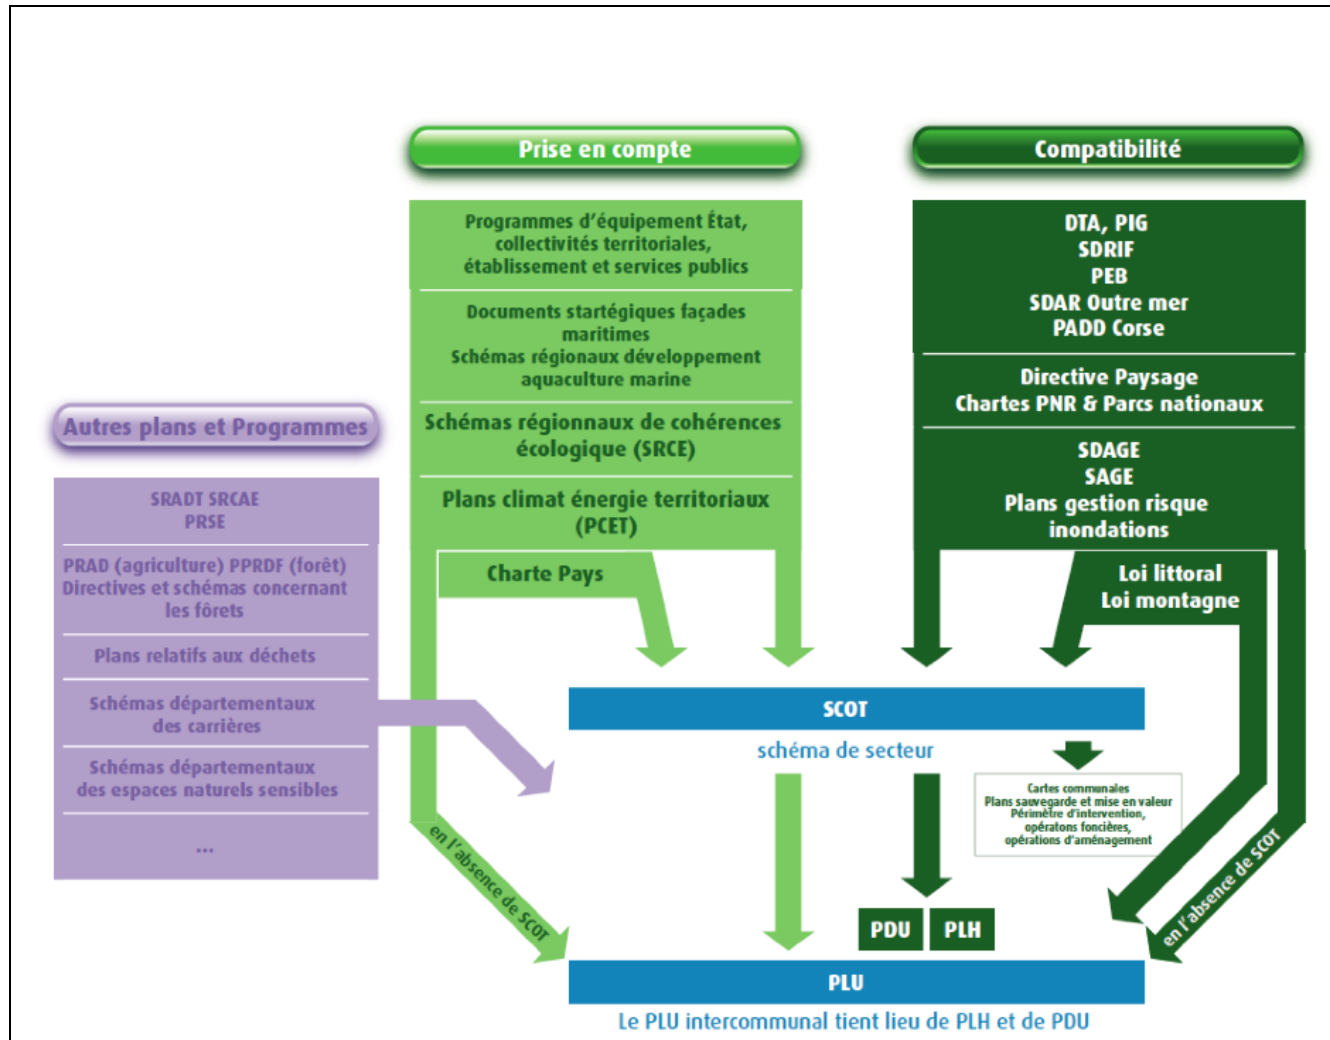 Prise en compte
Programmes d'équipement État,
collectivités territoriales,
établissement et services publics
Documents startégiques façades
maritimes
Schémas régionaux développement
aquaculture marine
Schémas régionnaux de cohérences
écologique (SRCE)
Plans climat énergie territoriaux
(PCET)
Charte Pays
Compatibilité
DTA, PIG
SDRIF
PEB
SDAR Outre mer
PADD Corse
Directive Paysage
Chartes PNR & Parcs nationaux
SDAGE
SAGE
Plans gestion risque
inondations
Loi littoral
Loi montagne
Autres plans et Programmes
SRADT SRCAE
PRSE
PRAD (agriculture) PPRDF (forêt)
Directives et schémas concernant
les fôrets
Plans relatifs aux déchets
Schémas départementaux
des carrières
Schémas départementaux
des espaces naturels sensibles
...
SCOT
schéma de secteur
Cartes communales
Plans sauvegarde et mise en valeur
Périmètre d'intervention,
opératons foncières,
opérations d'aménagement
en l'absence de SCOT
en l'absence de SCOT
PDU
PLH
PLU
Le PLU intercommunal tient lieu de PLH et de PDU